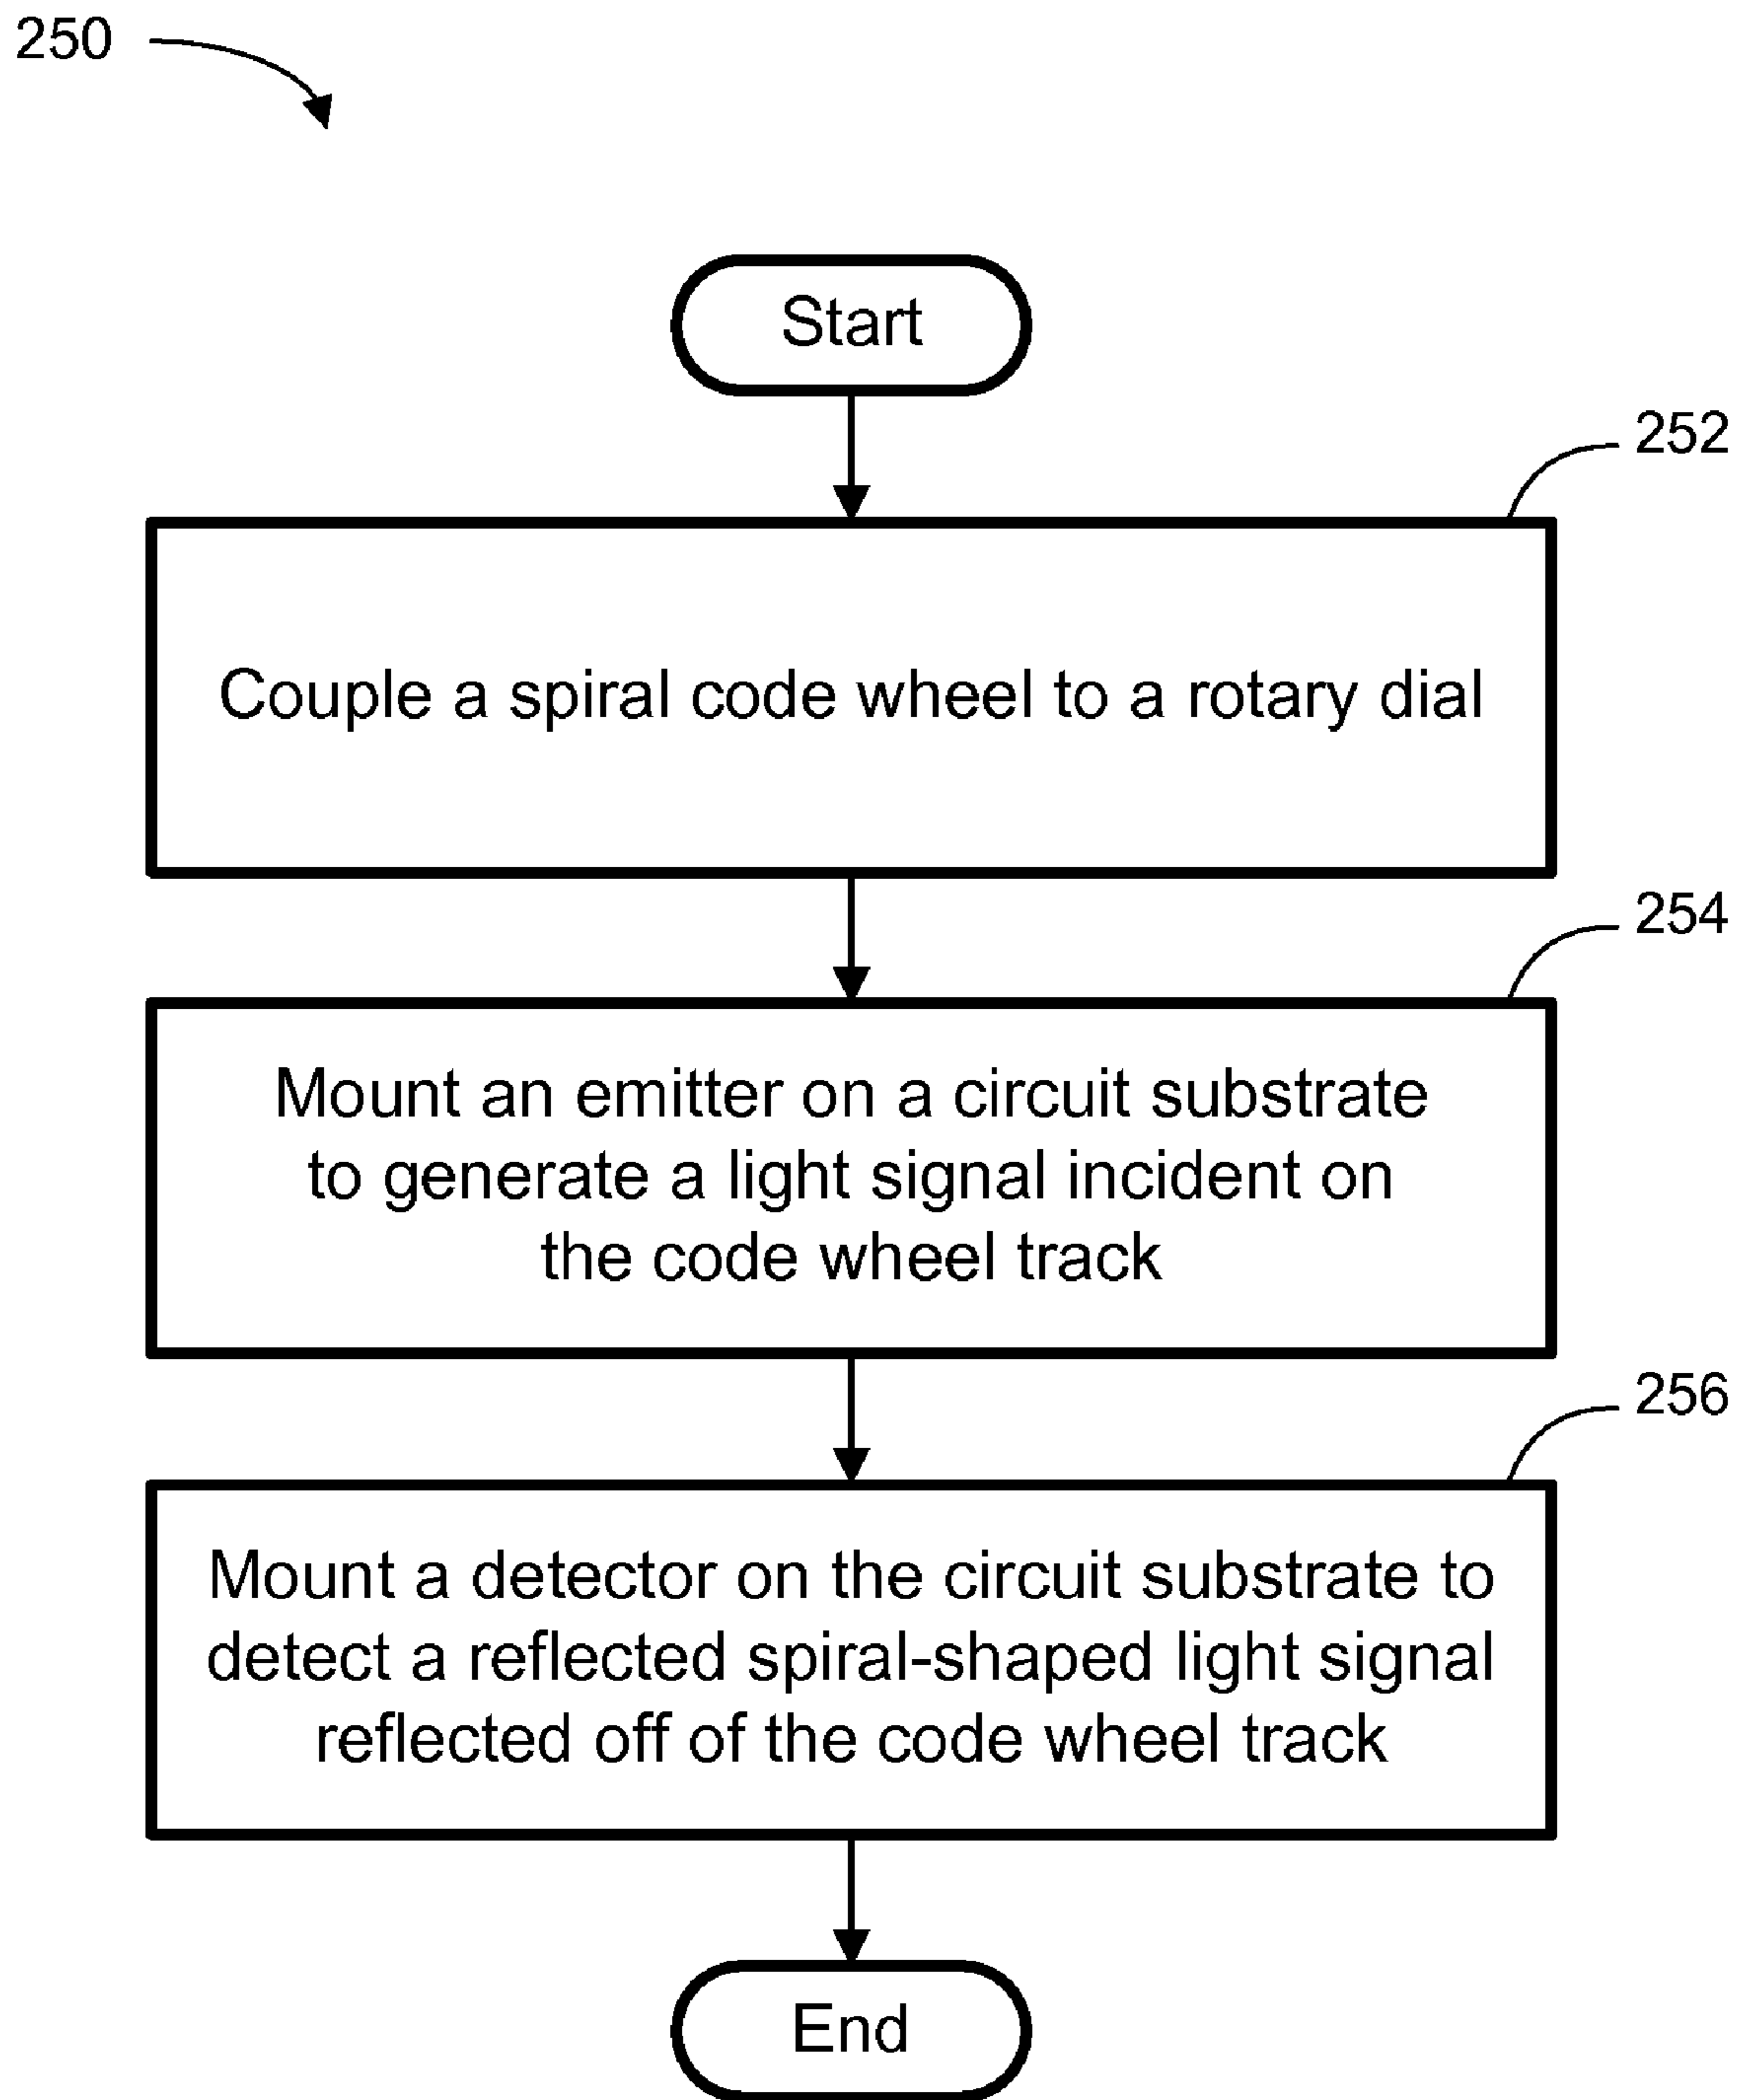 250
Start
252
Couple a spiral code wheel to a rotary dial
254
Mount an emitter on a circuit substrate
to generate a light signal incident on
the code wheel track
256
Mount a detector on the circuit substrate to
detect a reflected spiral-shaped light signal
reflected off of the code wheel track
End